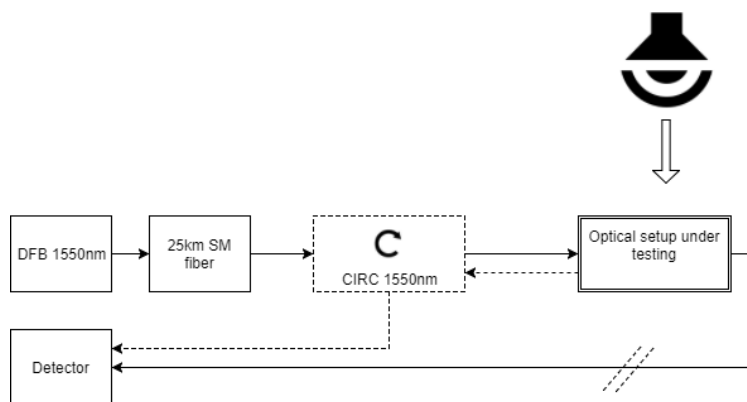 DFB 1550nm
25km SM
fiber
CIRC 1550nm
Optical setup under
testing
Detector